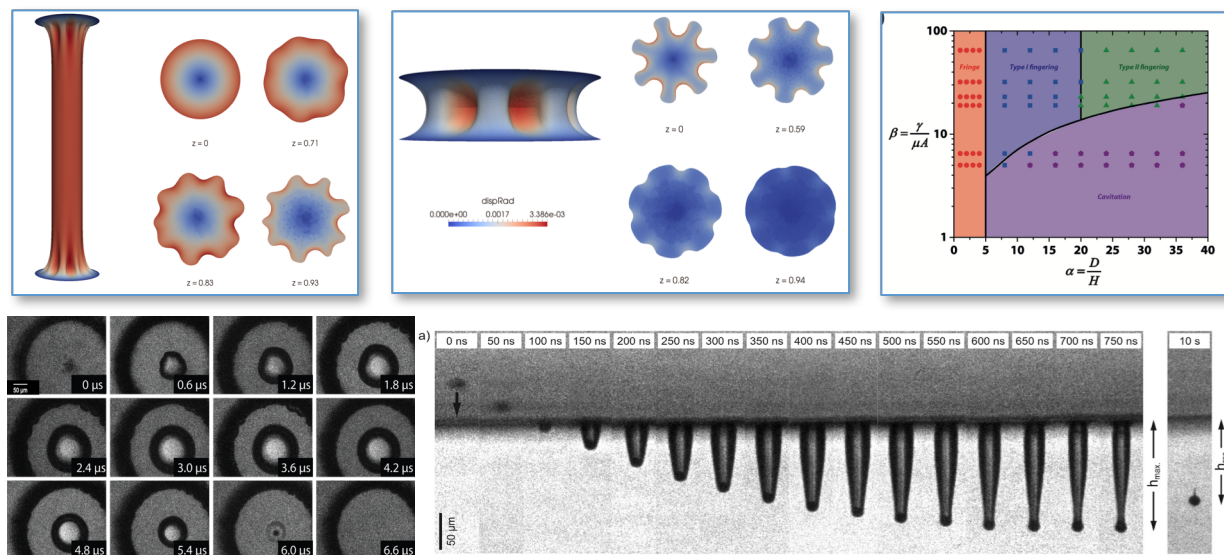 z = 0
z = 0.71
z = 0.83
z = 0.93
dispRad
0.000e+00 0.0017 3.386e-03
z = 0
z = 0.59
z = 0.82
z = 0.94
100
10
1
β = γ/μA
Fringe
Type I fingering
Type II fingering
Cavitation
0 5 10 15 20 25 30 35 40
α = D/H
50 μm
0 μs
0.6 μs
1.2 μs
1.8 μs
2.4 μs
3.0 μs
3.6 μs
4.2 μs
4.8 μs
5.4 μs
6.0 μs
6.6 μs
a)
0 ns 50 ns 100 ns 150 ns 200 ns 250 ns 300 ns 350 ns 400 ns 450 ns 500 ns 550 ns 600 ns 650 ns 700 ns 750 ns
10 s
50 μm
hmax.